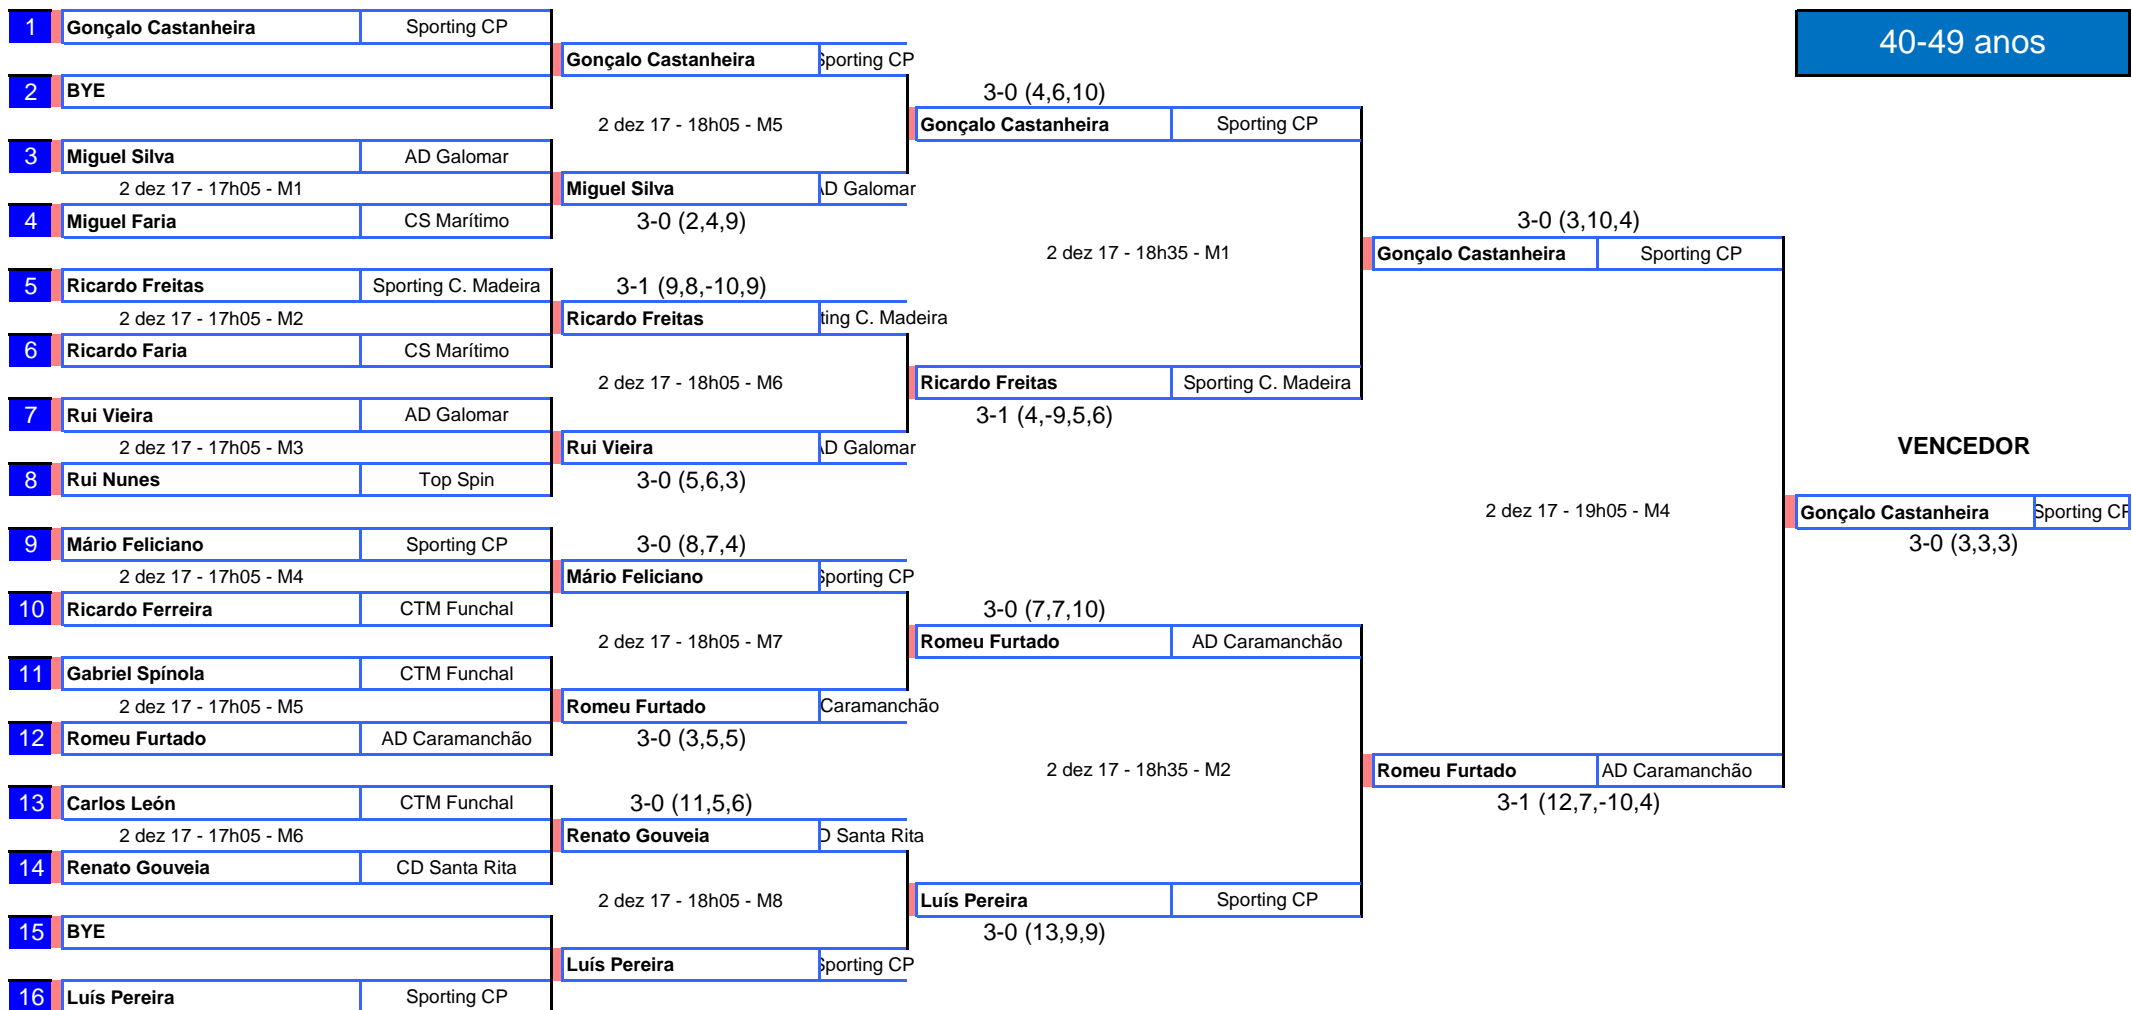 1 Gonçalo Castanheira Sporting CP
40-49 anos
Gonçalo Castanheira Sporting CP
2 BYE
3-0 (4,6,10)
2 dez 17 - 18h05 - M5
Gonçalo Castanheira Sporting CP
3 Miguel Silva AD Galomar
2 dez 17 - 17h05 - M1
Miguel Silva AD Galomar
4 Miguel Faria CS Marítimo
3-0 (2,4,9)
3-0 (3,10,4)
2 dez 17 - 18h35 - M1
Gonçalo Castanheira Sporting CP
5 Ricardo Freitas Sporting C. Madeira
3-1 (9,8,-10,9)
2 dez 17 - 17h05 - M2
Ricardo Freitas ting C. Madeira
6 Ricardo Faria CS Marítimo
2 dez 17 - 18h05 - M6
Ricardo Freitas Sporting C. Madeira
7 Rui Vieira AD Galomar
3-1 (4,-9,5,6)
2 dez 17 - 17h05 - M3
Rui Vieira AD Galomar
VENCEDOR
8 Rui Nunes Top Spin
3-0 (5,6,3)
2 dez 17 - 19h05 - M4
Gonçalo Castanheira Sporting CP
9 Mário Feliciano Sporting CP
3-0 (8,7,4)
3-0 (3,3,3)
2 dez 17 - 17h05 - M4
Mário Feliciano Sporting CP
10 Ricardo Ferreira CTM Funchal
3-0 (7,7,10)
2 dez 17 - 18h05 - M7
Romeu Furtado AD Caramanchão
11 Gabriel Spínola CTM Funchal
2 dez 17 - 17h05 - M5
Romeu Furtado Caramanchão
12 Romeu Furtado AD Caramanchão
3-0 (3,5,5)
2 dez 17 - 18h35 - M2
Romeu Furtado AD Caramanchão
13 Carlos León CTM Funchal
3-0 (11,5,6)
3-1 (12,7,-10,4)
2 dez 17 - 17h05 - M6
Renato Gouveia D Santa Rita
14 Renato Gouveia CD Santa Rita
2 dez 17 - 18h05 - M8
Luís Pereira Sporting CP
15 BYE
3-0 (13,9,9)
Luís Pereira Sporting CP
16 Luís Pereira Sporting CP